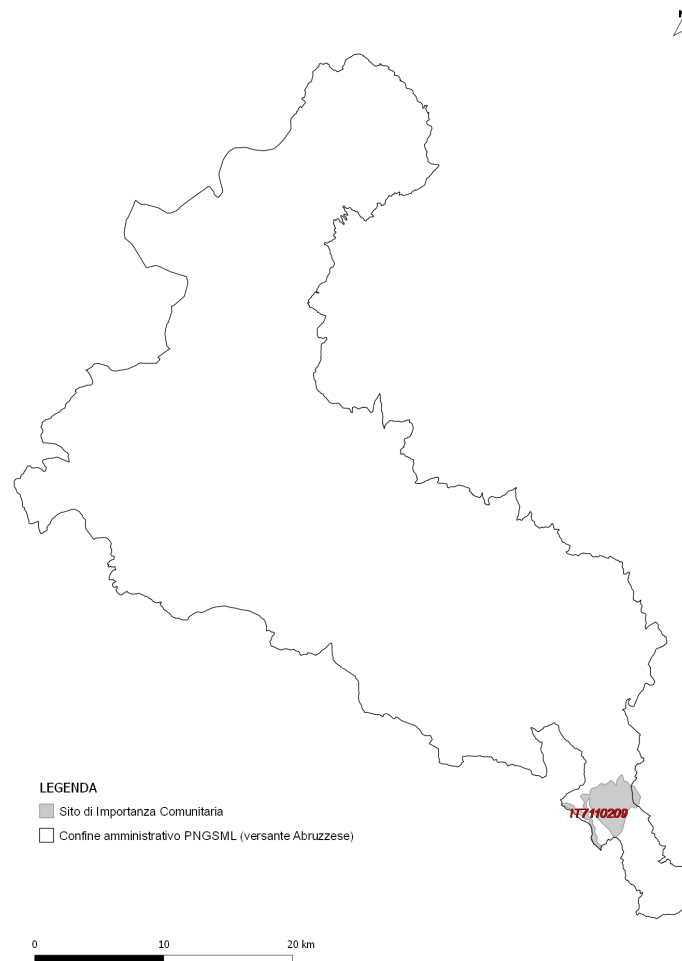 LEGENDA
Sito di Importanza Comunitaria
Confine amministrativo PNGSML (versante Abruzzese)
IT7110209
0 10 20 km